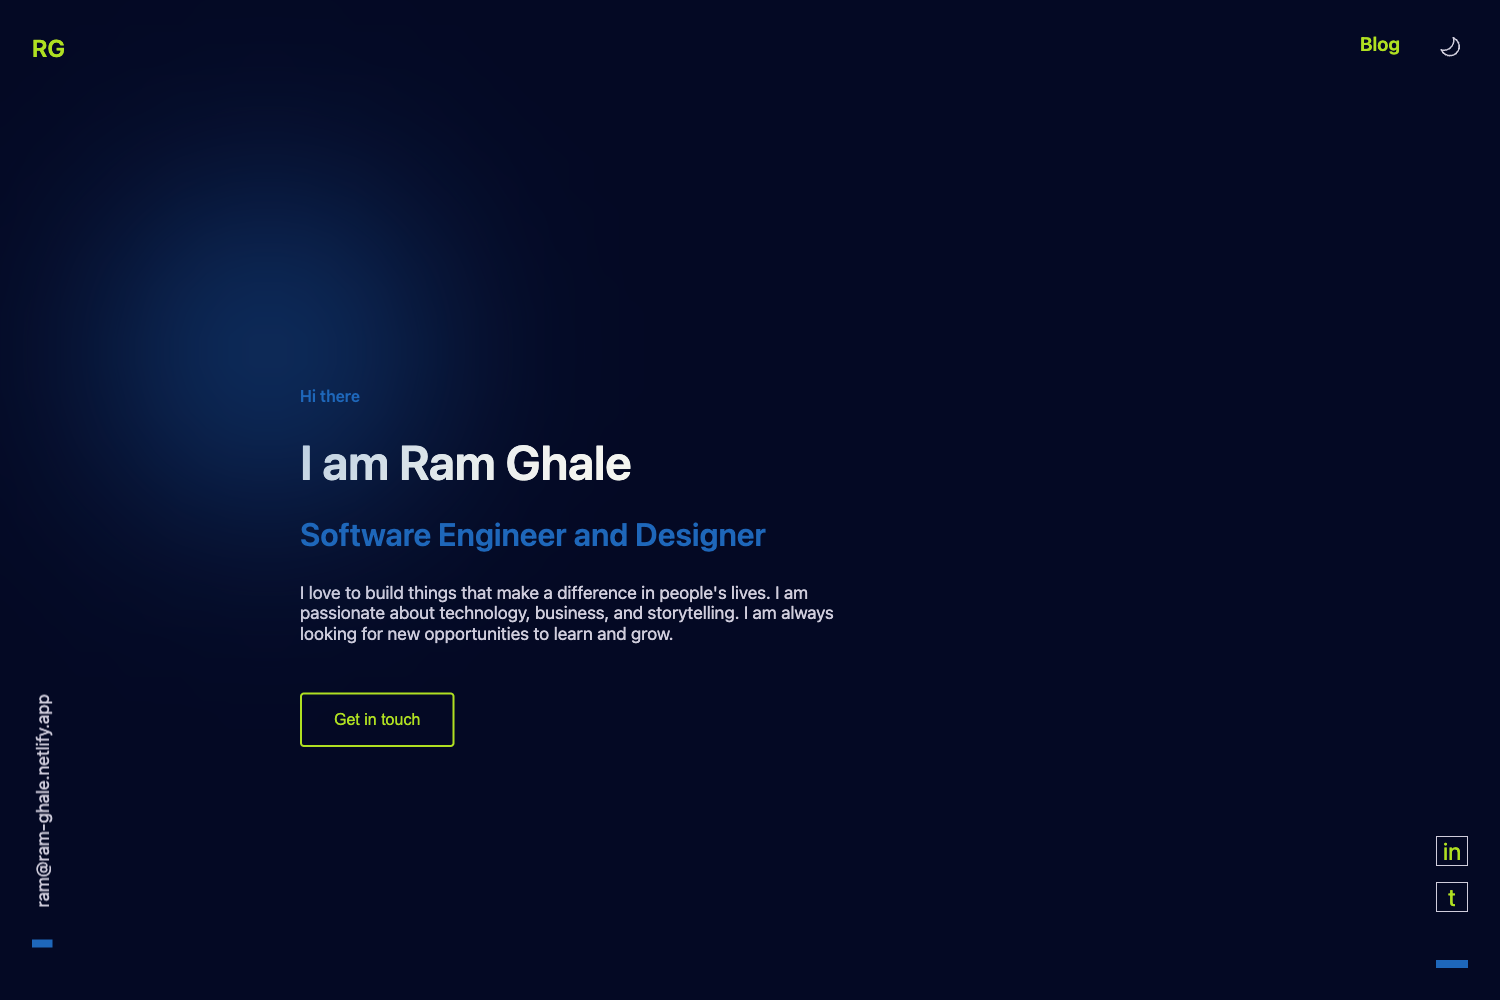 RG
Blog
Hi there
I am Ram Ghale
Software Engineer and Designer
I love to build things that make a difference in people's lives. I am
passionate about technology, business, and storytelling. I am always
looking for new opportunities to learn and grow.
Get in touch
ram@ram-ghale.netlify.app
in
t